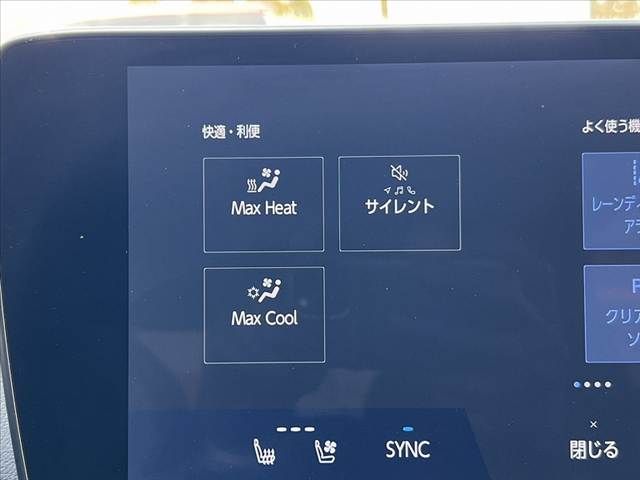 快適・利便
よく使う機
Max Heat
サイレント
レーンディ
アラ
Max Cool
クリア
ソ
SYNC
閉じる